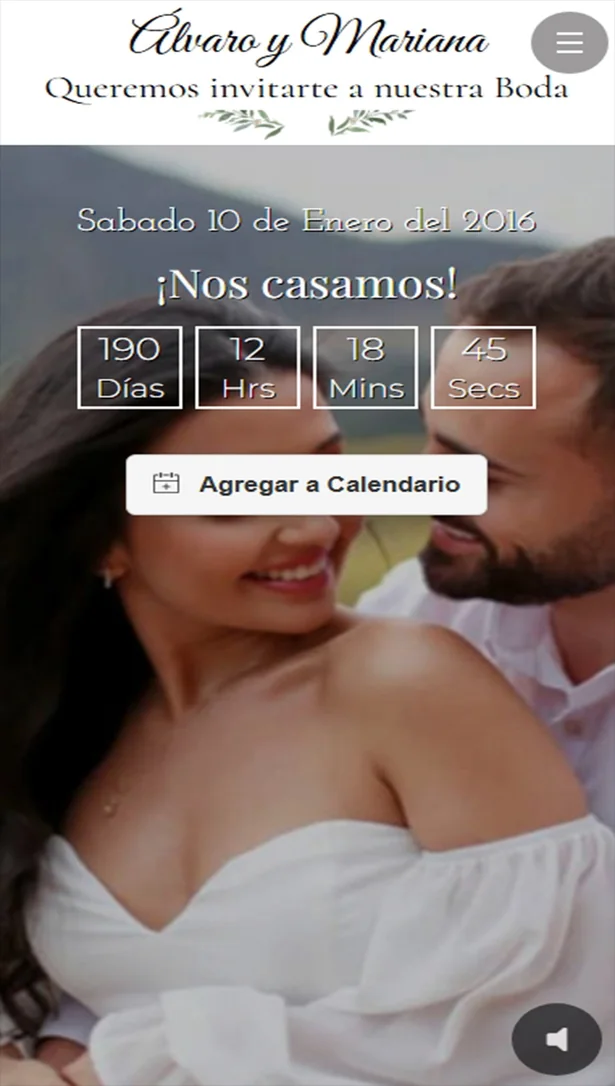 Álvaro y Mariana
Queremos invitarte a nuestra Boda
Sabado 10 de Enero del 2016
¡Nos casamos!
190 12 18 45
Días Hrs Mins Secs
Agregar a Calendario